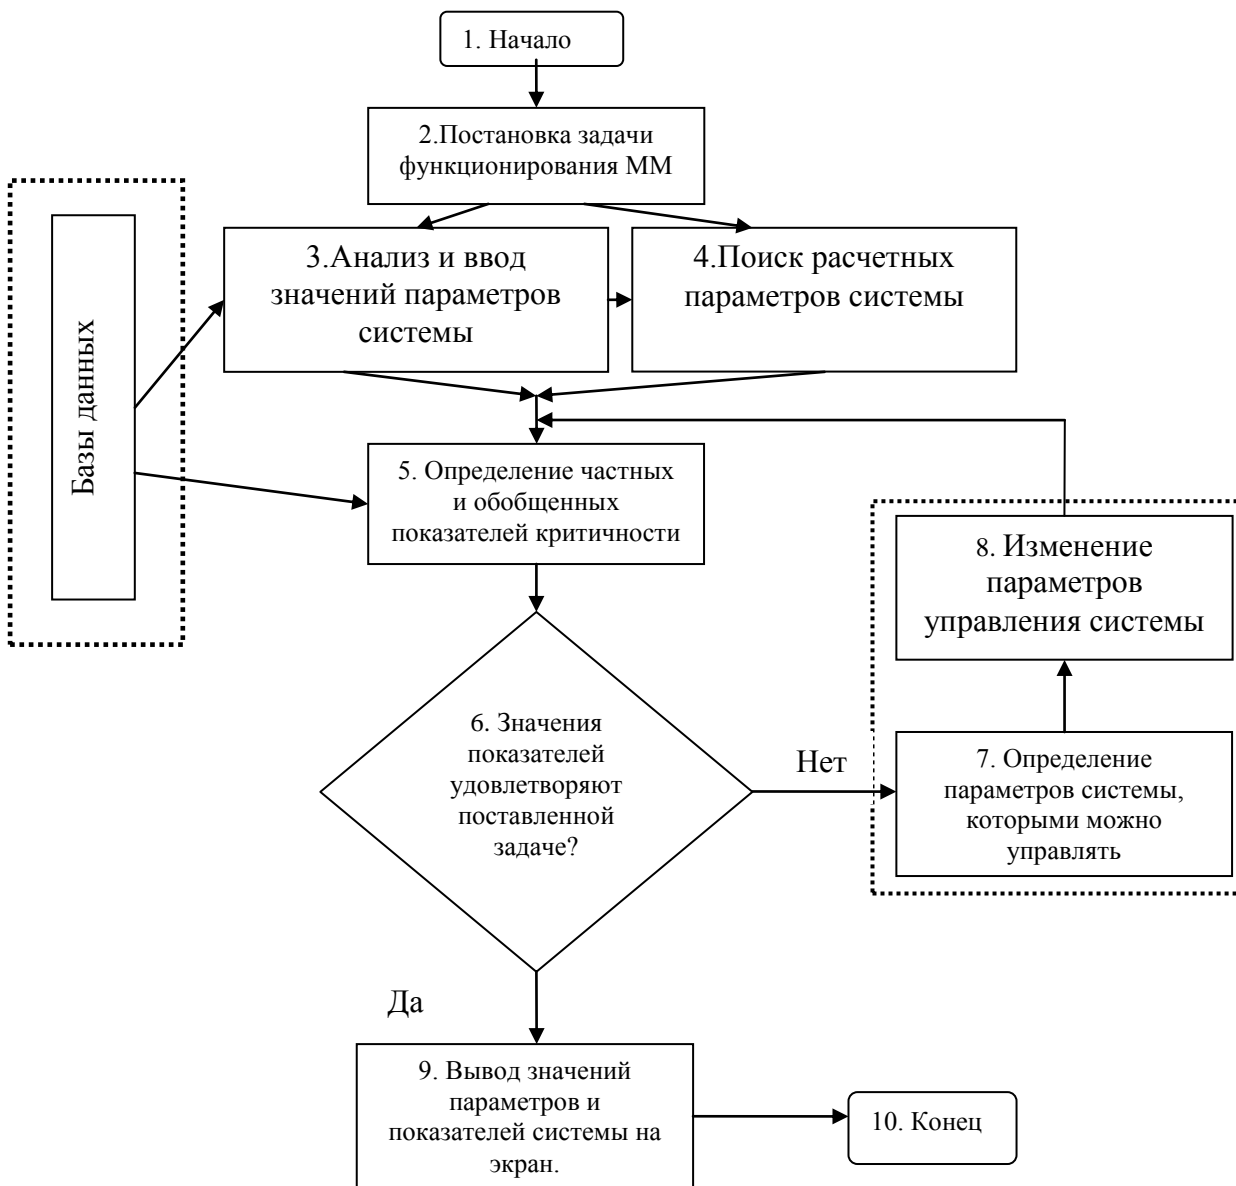 1. Начало
2.Постановка задачи
функционирования ММ
Базы данных
3.Анализ и ввод
значений параметров
системы
4.Поиск расчетных
параметров системы
5. Определение частных
и обобщенных
показателей критичности
8. Изменение
параметров
управления системы
6. Значения
показателей
удовлетворяют
поставленной
задаче?
Нет
7. Определение
параметров системы,
которыми можно
управлять
Да
9. Вывод значений
параметров и
показателей системы на
экран.
10. Конец